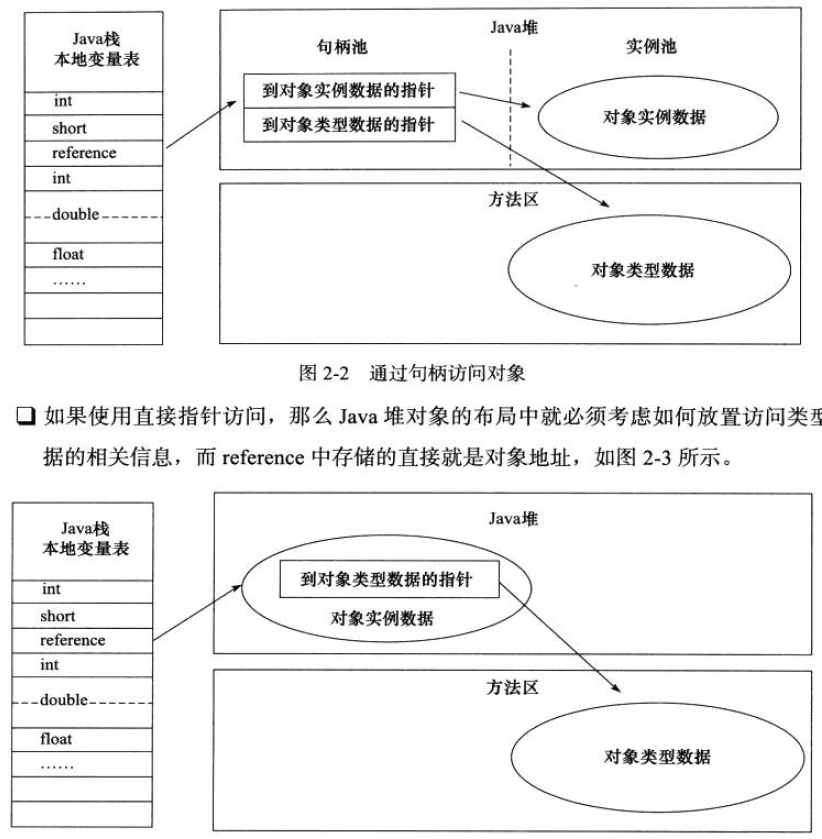 Java栈
本地变量表
int
short
reference
int
double
float
……
Java堆
句柄池
实例池
到对象实例数据的指针
到对象类型数据的指针
对象实例数据
方法区
对象类型数据
图 2-2 通过句柄访问对象
❑ 如果使用直接指针访问，那么 Java 堆对象的布局中就必须考虑如何放置访问类型
据的相关信息，而 reference 中存储的直接就是对象地址，如图 2-3 所示。
Java栈
本地变量表
int
short
reference
int
double
float
……
Java堆
到对象类型数据的指针
对象实例数据
方法区
对象类型数据